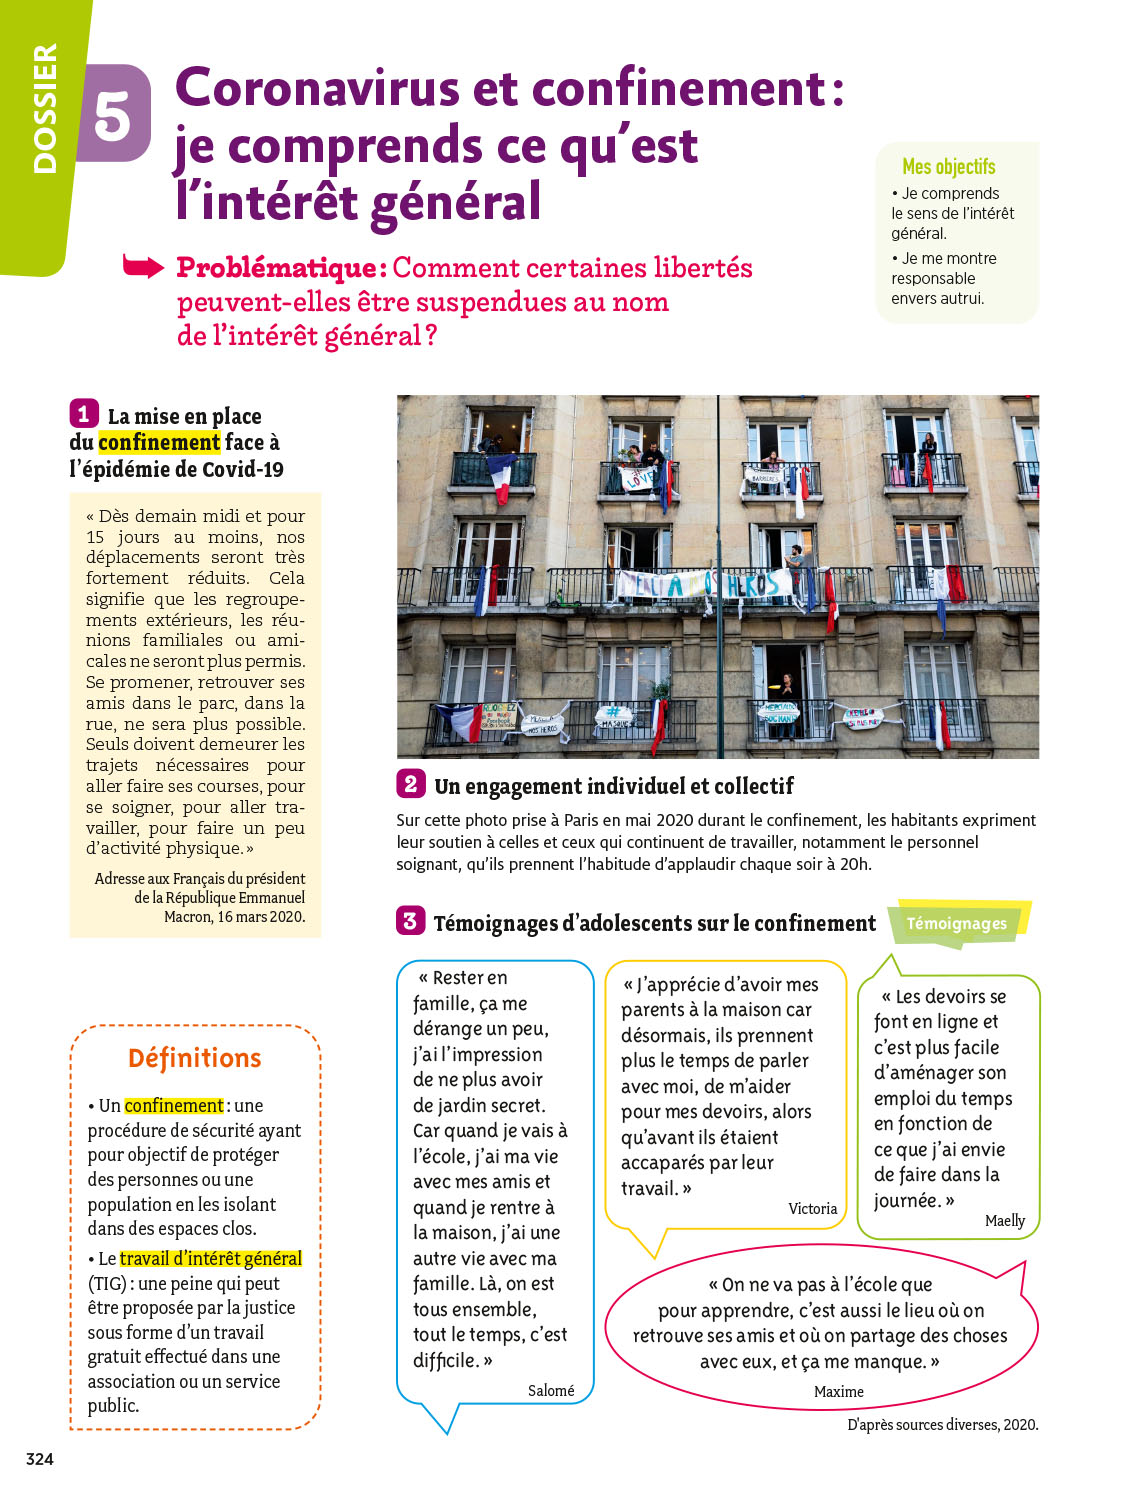 DOSSIER
5
Coronavirus et confinement :
je comprends ce qu'est
l'intérêt général
Problématique : Comment certaines libertés
peuvent-elles être suspendues au nom
de l'intérêt général ?
Mes objectifs
• Je comprends
le sens de l'intérêt
général.
• Je me montre
responsable
envers autrui.
1 La mise en place
du confinement face à
l'épidémie de Covid-19
« Dès demain midi et pour
15 jours au moins, nos
déplacements seront très
fortement réduits. Cela
signifie que les regroupe-
ments extérieurs, les réu-
nions familiales ou ami-
cales ne seront plus permis.
Se promener, retrouver ses
amis dans le parc, dans la
rue, ne sera plus possible.
Seuls doivent demeurer les
trajets nécessaires pour
aller faire ses courses, pour
se soigner, pour aller tra-
vailler, pour faire un peu
d'activité physique. »
Adresse aux Français du président
de la République Emmanuel
Macron, 16 mars 2020.
Définitions
• Un confinement : une
procédure de sécurité ayant
pour objectif de protéger
des personnes ou une
population en les isolant
dans des espaces clos.
• Le travail d'intérêt général
(TIG) : une peine qui peut
être proposée par la justice
sous forme d'un travail
gratuit effectué dans une
association ou un service
public.
LOVE
BARRIÈRES
MERCI À NOS HEROS
NOS HEROS
#
MASQUE
2 Un engagement individuel et collectif
Sur cette photo prise à Paris en mai 2020 durant le confinement, les habitants expriment
leur soutien à celles et ceux qui continuent de travailler, notamment le personnel
soignant, qu'ils prennent l'habitude d'applaudir chaque soir à 20h.
3 Témoignages d'adolescents sur le confinement
Témoignages
« Rester en
famille, ça me
dérange un peu,
j'ai l'impression
de ne plus avoir
de jardin secret.
Car quand je vais à
l'école, j'ai ma vie
avec mes amis et
quand je rentre à
la maison, j'ai une
autre vie avec ma
famille. Là, on est
tous ensemble,
tout le temps, c'est
difficile. »
Salomé
« J'apprécie d'avoir mes
parents à la maison car
désormais, ils prennent
plus le temps de parler
avec moi, de m'aider
pour mes devoirs, alors
qu'avant ils étaient
accaparés par leur
travail. »
Victoria
« Les devoirs se
font en ligne et
c'est plus facile
d'aménager son
emploi du temps
en fonction de
ce que j'ai envie
de faire dans la
journée. »
Maelly
« On ne va pas à l'école que
pour apprendre, c'est aussi le lieu où on
retrouve ses amis et où on partage des choses
avec eux, et ça me manque. »
Maxime
D'après sources diverses, 2020.
324